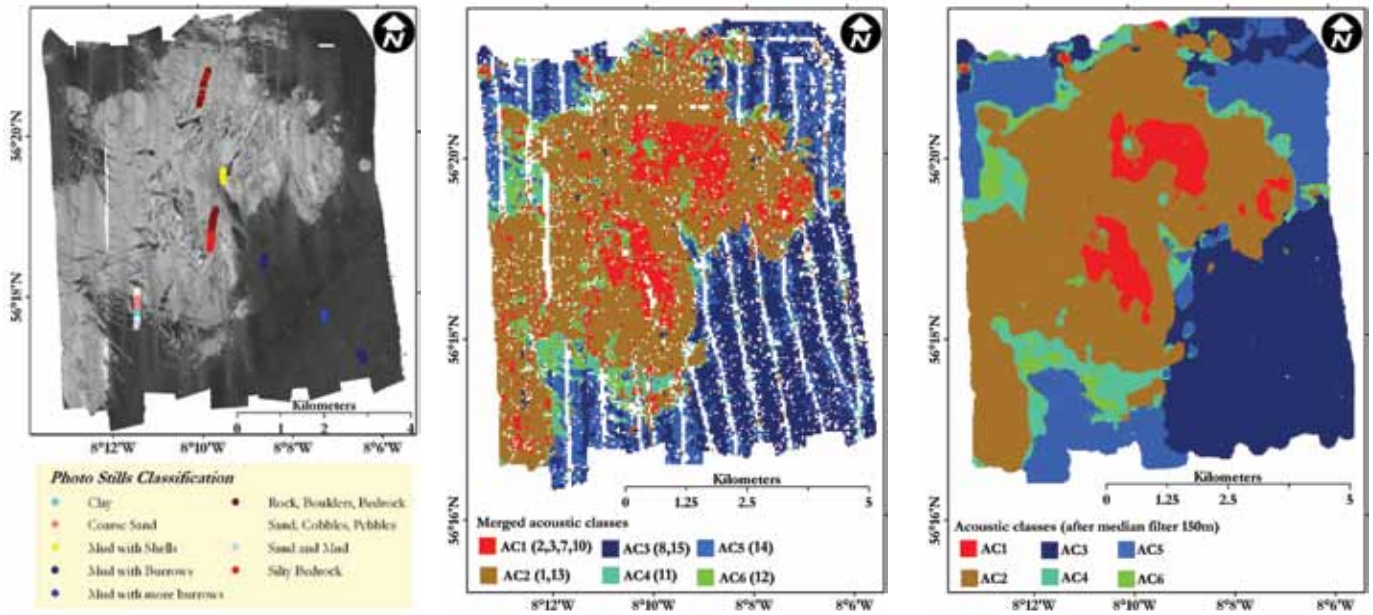 N
56°20'N
56°18'N
Kilometers
0 2 4
8°12'W 8°10'W 8°8'W 8°6'W
Photo Stills Classification
Clay
Coarse Sand
Mud with Shells
Mud with Burrows
Mud with more burrows
Rock, Boulders, Bedrock
Sand, Cobbles, Pebbles
Sand and Mud
Silty Bedrock
N
56°20'N
56°18'N
56°16'N
Kilometers
0 1.25 2.5 5
Merged acoustic classes
AC1 (2,3,7,10) AC3 (8,15) AC5 (14)
AC2 (1,13) AC4 (11) AC6 (12)
8°12'W 8°10'W 8°8'W 8°6'W
N
56°20'N
56°18'N
56°16'N
Kilometers
0 1.25 2.5 5
Acoustic classes (after median filter 150m)
AC1 AC3 AC5
AC2 AC4 AC6
8°12'W 8°10'W 8°8'W 8°6'W